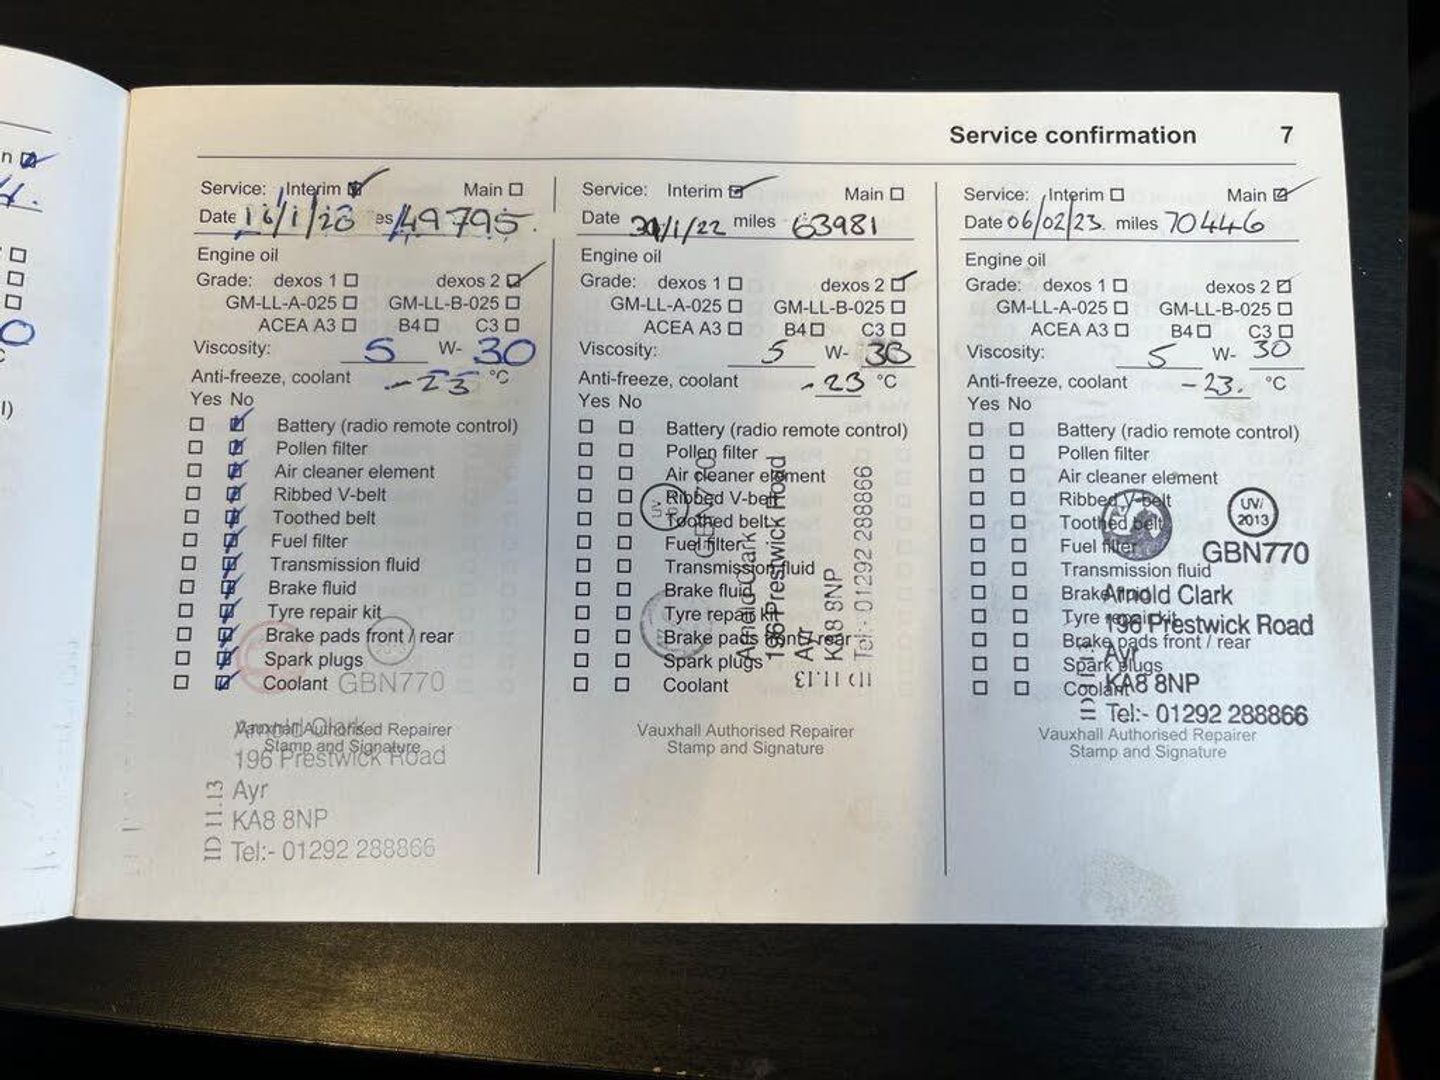 Service confirmation 7
Service: Interim Main
Date 16/1/20 es 49795.
Engine oil
Grade: dexos 1 dexos 2
GM-LL-A-025 GM-LL-B-025
ACEA A3 B4 C3
Viscosity: 5 W- 30
Anti-freeze, coolant -23 °C
Yes No
Battery (radio remote control)
Pollen filter
Air cleaner element
Ribbed V-belt
Toothed belt
Fuel filter
Transmission fluid
Brake fluid
Tyre repair kit
Brake pads front / rear
Spark plugs
Coolant GBN770
Arnold Clark
Vauxhall Authorised Repairer
Stamp and Signature
196 Prestwick Road
Ayr
KA8 8NP
Tel:- 01292 288866
ID 11.13
Service: Interim Main
Date /1/22 miles 63981
Engine oil
Grade: dexos 1 dexos 2
GM-LL-A-025 GM-LL-B-025
ACEA A3 B4 C3
Viscosity: 5 W- 30
Anti-freeze, coolant -23 °C
Yes No
Battery (radio remote control)
Pollen filter
Air cleaner element
Ribbed V-belt
Toothed belt
Fuel filter
Transmission fluid
Brake fluid
Tyre repair kit
Brake pads front / rear
Spark plugs
Coolant
Arnold Clark
196 Prestwick Road
Ayr
KA8 8NP
Tel:- 01292 288866
ID 11.13
Vauxhall Authorised Repairer
Stamp and Signature
Service: Interim Main
Date 06/02/23. miles 70446
Engine oil
Grade: dexos 1 dexos 2
GM-LL-A-025 GM-LL-B-025
ACEA A3 B4 C3
Viscosity: 5 W- 30
Anti-freeze, coolant -23. °C
Yes No
Battery (radio remote control)
Pollen filter
Air cleaner element
Ribbed V-belt
Toothed belt
Fuel filter
Transmission fluid
Brake fluid
Tyre repair kit
Brake pads front / rear
Spark plugs
Coolant
UV/
2013
GBN770
Arnold Clark
196 Prestwick Road
Ayr
KA8 8NP
Tel:- 01292 288866
Vauxhall Authorised Repairer
Stamp and Signature